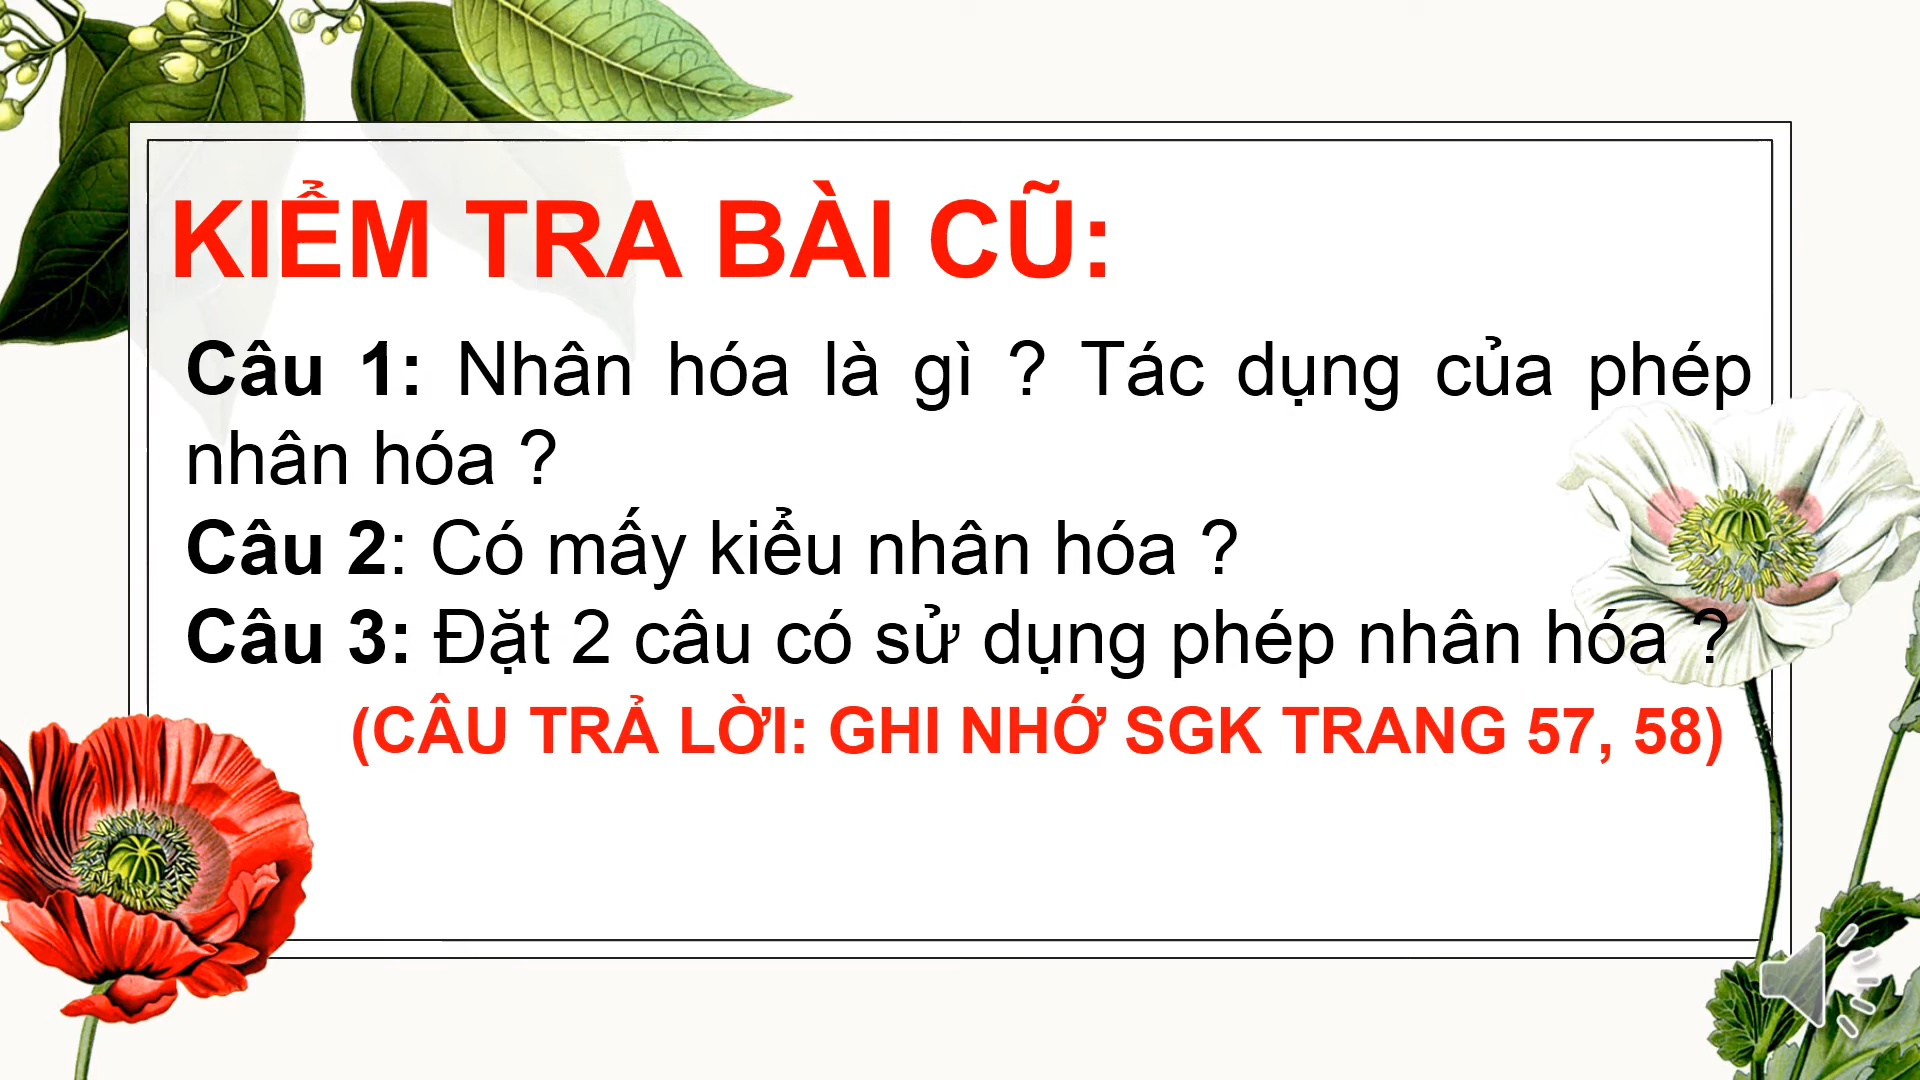 KIỂM TRA BÀI CŨ:
Câu 1: Nhân hóa là gì ? Tác dụng của phép
nhân hóa ?
Câu 2: Có mấy kiểu nhân hóa ?
Câu 3: Đặt 2 câu có sử dụng phép nhân hóa ?
(CÂU TRẢ LỜI: GHI NHỚ SGK TRANG 57, 58)